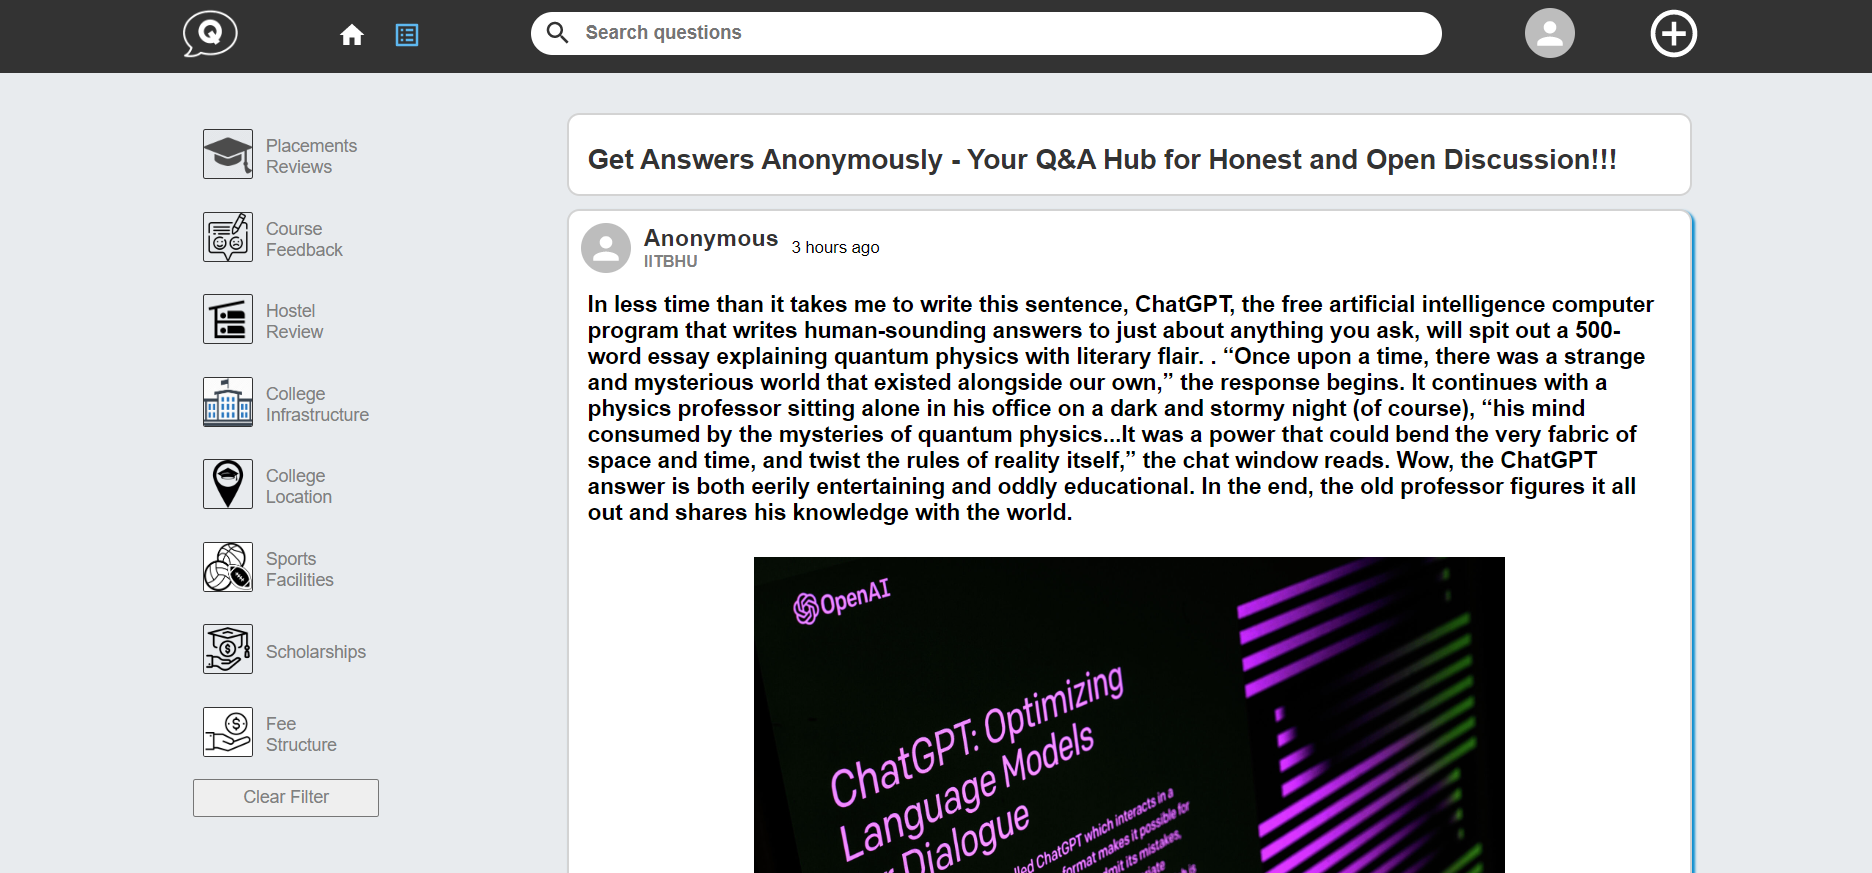 Q
Search questions
Placements
Reviews
Course
Feedback
Hostel
Review
College
Infrastructure
College
Location
Sports
Facilities
Scholarships
Fee
Structure
Clear Filter
Get Answers Anonymously - Your Q&A Hub for Honest and Open Discussion!!!
Anonymous
3 hours ago
IITBHU
In less time than it takes me to write this sentence, ChatGPT, the free artificial intelligence computer
program that writes human-sounding answers to just about anything you ask, will spit out a 500-
word essay explaining quantum physics with literary flair. . “Once upon a time, there was a strange
and mysterious world that existed alongside our own,” the response begins. It continues with a
physics professor sitting alone in his office on a dark and stormy night (of course), “his mind
consumed by the mysteries of quantum physics...It was a power that could bend the very fabric of
space and time, and twist the rules of reality itself,” the chat window reads. Wow, the ChatGPT
answer is both eerily entertaining and oddly educational. In the end, the old professor figures it all
out and shares his knowledge with the world.
OpenAI
ChatGPT: Optimizing
Language Models
Dialogue
called ChatGPT which interacts in a
format makes it possible for
admit its mistakes,